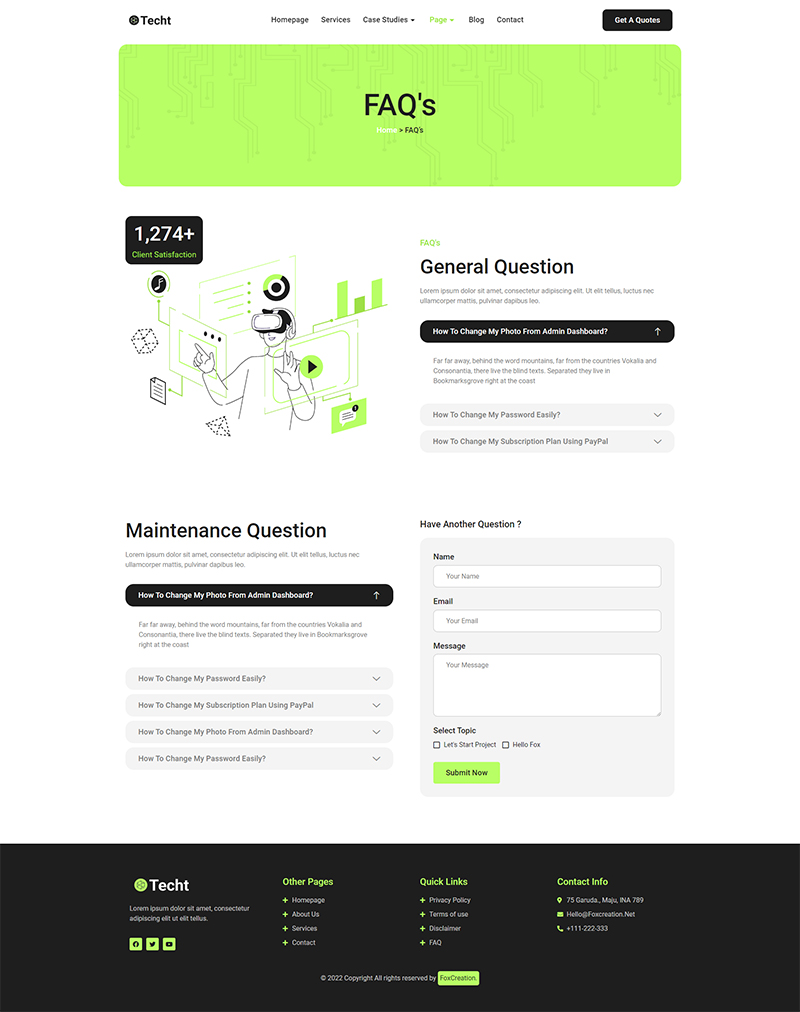 Techt
Homepage Services Case Studies Page Blog Contact
Get A Quotes
FAQ's
Home > FAQ's
1,274+
Client Satisfaction
1
FAQ's
General Question
Lorem ipsum dolor sit amet, consectetur adipiscing elit. Ut elit tellus, luctus nec
ullamcorper mattis, pulvinar dapibus leo.
How To Change My Photo From Admin Dashboard?
Far far away, behind the word mountains, far from the countries Vokalia and
Consonantia, there live the blind texts. Separated they live in
Bookmarksgrove right at the coast
How To Change My Password Easily?
How To Change My Subscription Plan Using PayPal
Maintenance Question
Lorem ipsum dolor sit amet, consectetur adipiscing elit. Ut elit tellus, luctus nec
ullamcorper mattis, pulvinar dapibus leo.
How To Change My Photo From Admin Dashboard?
Far far away, behind the word mountains, far from the countries Vokalia and
Consonantia, there live the blind texts. Separated they live in Bookmarksgrove
right at the coast
How To Change My Password Easily?
How To Change My Subscription Plan Using PayPal
How To Change My Photo From Admin Dashboard?
How To Change My Password Easily?
Have Another Question ?
Name
Your Name
Email
Your Email
Message
Your Message
Select Topic
Let's Start Project Hello Fox
Submit Now
Techt
Lorem ipsum dolor sit amet, consectetur
adipiscing elit ut elit tellus.
Other Pages
Homepage
About Us
Services
Contact
Quick Links
Privacy Policy
Terms of use
Disclaimer
FAQ
Contact Info
75 Garuda., Maju, INA 789
Hello@Foxcreation.Net
+111-222-333
© 2022 Copyright All rights reserved by FoxCreation.